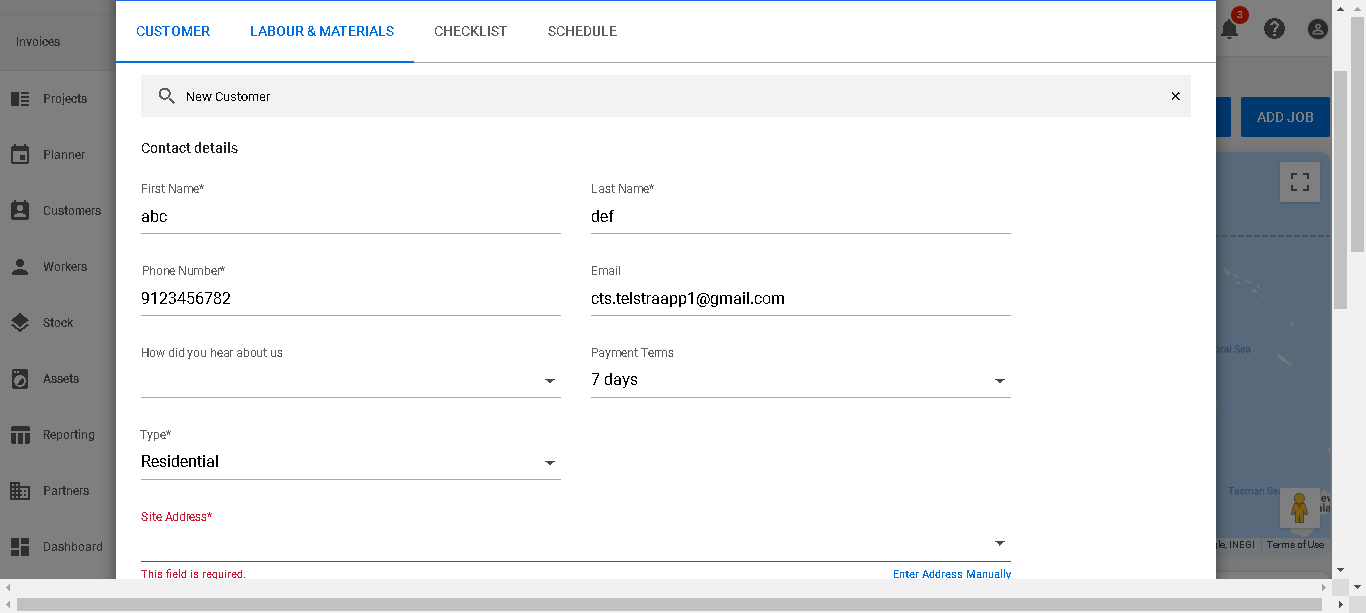 CUSTOMER LABOUR & MATERIALS CHECKLIST SCHEDULE
3
Invoices
Projects
Planner
Customers
Workers
Stock
Assets
Reporting
Partners
Dashboard
New Customer
ADD JOB
Contact details
First Name* Last Name*
abc def
Phone Number* Email
9123456782 cts.telstraapp1@gmail.com
How did you hear about us Payment Terms
7 days
Type*
Residential
Site Address*
This field is required. Enter Address Manually
oral Sea
Tasman Se
INEGI Terms of Use